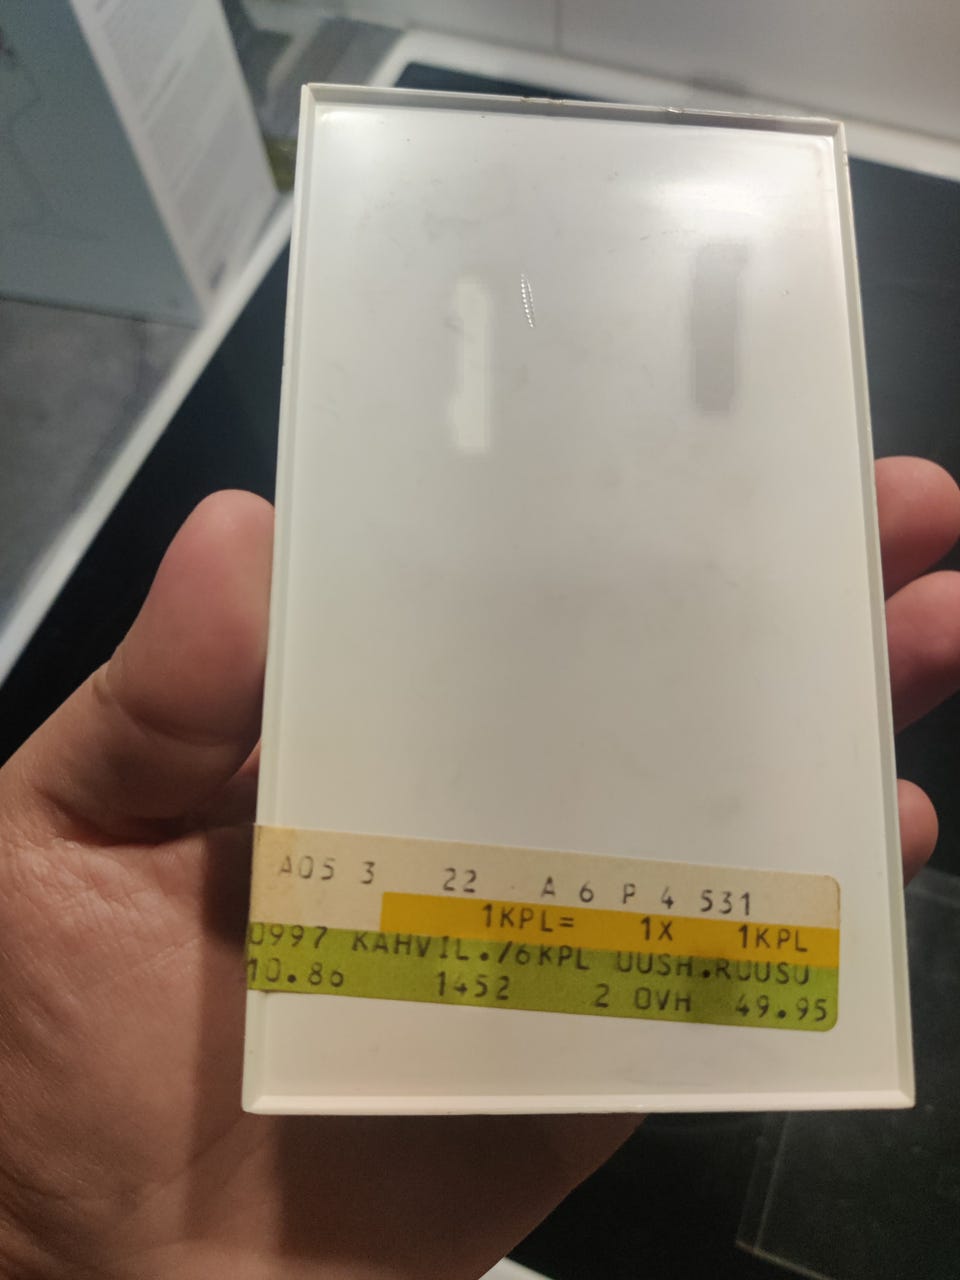 A05 3 22 A 6 P 4 531
1KPL= 1X 1KPL
0997 KAHVIL./6KPL UUSH.RUUSU
10.86 1452 2 OVH 49.95